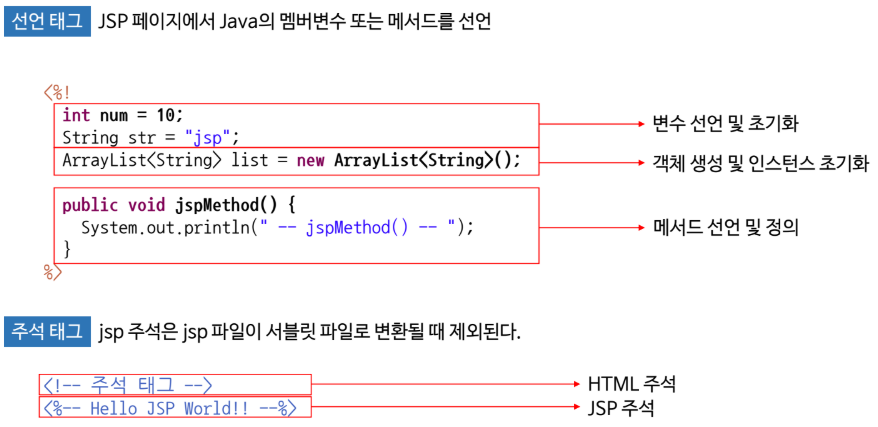 선언 태그 JSP 페이지에서 Java의 멤버변수 또는 메서드를 선언
<%!
int num = 10;
String str = "jsp";
변수 선언 및 초기화
ArrayList<String> list = new ArrayList<String>();
객체 생성 및 인스턴스 초기화
public void jspMethod() {
System.out.println(" -- jspMethod() -- ");
메서드 선언 및 정의
}
%>
주석 태그 jsp 주석은 jsp 파일이 서블릿 파일로 변환될 때 제외된다.
<!-- 주석 태그 --> HTML 주석
<%-- Hello JSP World!! --%> JSP 주석